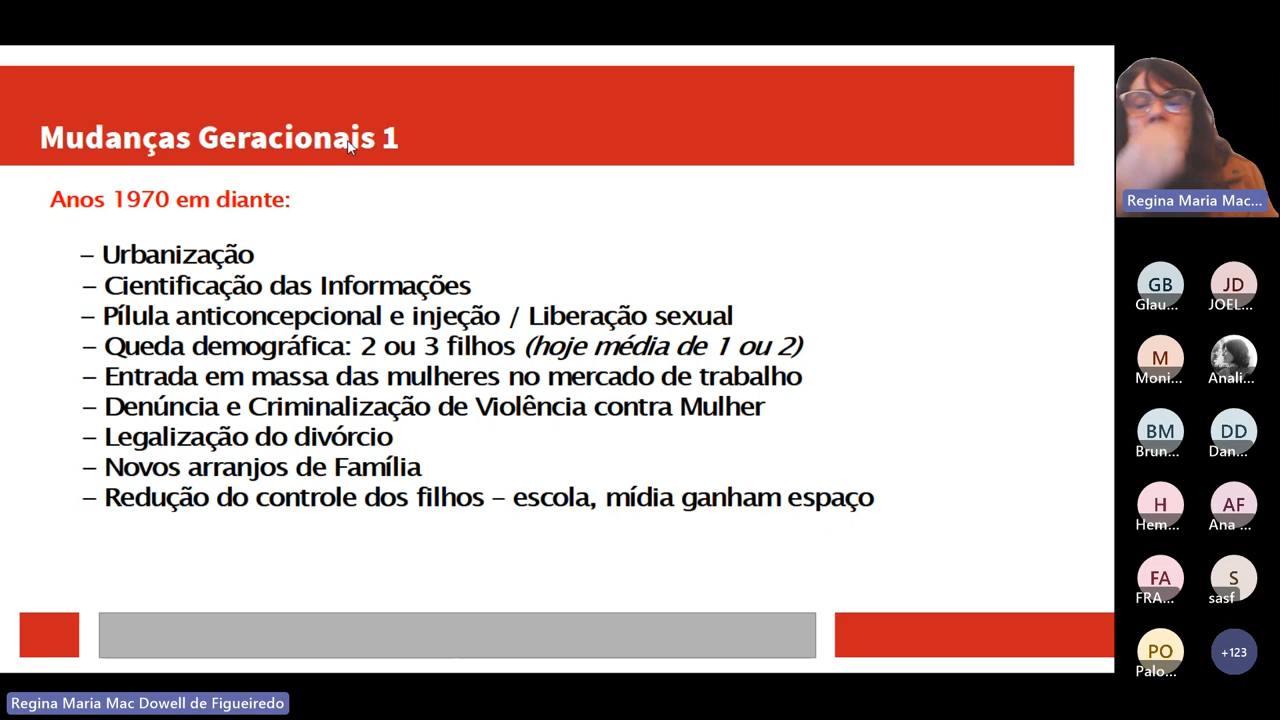 Mudanças Geracionais 1
Anos 1970 em diante:
– Urbanização
– Cientificação das Informações
– Pílula anticoncepcional e injeção / Liberação sexual
– Queda demográfica: 2 ou 3 filhos (hoje média de 1 ou 2)
– Entrada em massa das mulheres no mercado de trabalho
– Denúncia e Criminalização de Violência contra Mulher
– Legalização do divórcio
– Novos arranjos de Família
– Redução do controle dos filhos – escola, mídia ganham espaço
Regina Maria Mac...
GB JD
Glau... JOEL...
M
Moni... Anali...
BM DD
Brun... Dan...
H AF
Hem... Ana ...
FA S
FRA... sasf
PO +123
Palo...
Regina Maria Mac Dowell de Figueiredo